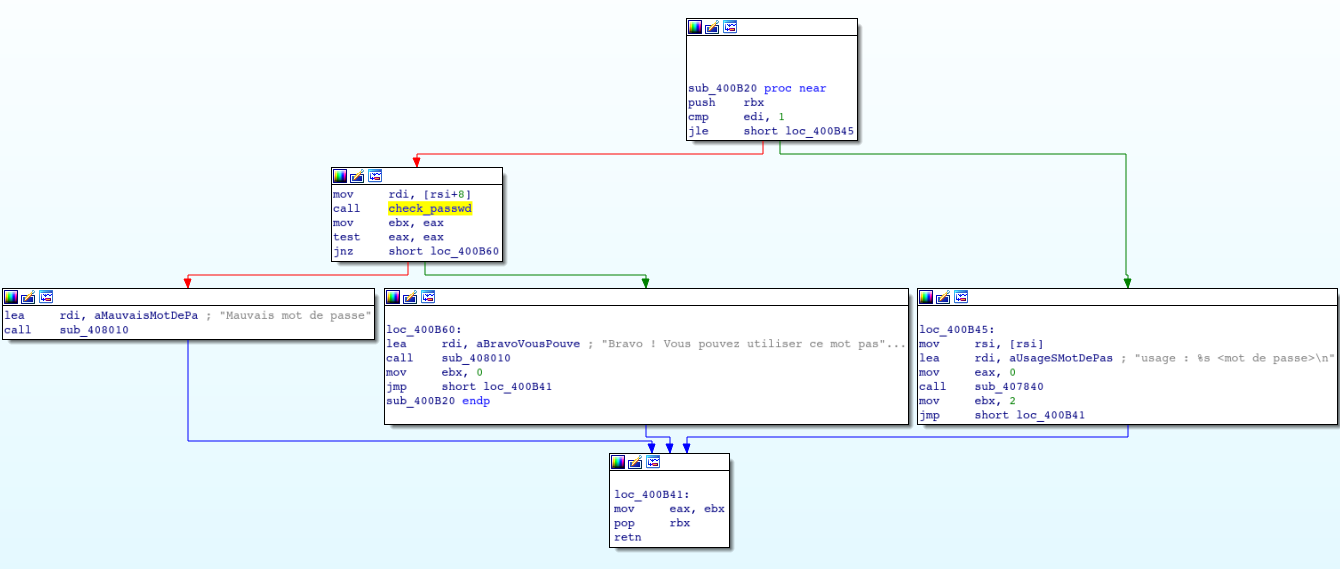 sub_400B20 proc near
push rbx
cmp edi, 1
jle short loc_400B45
mov rdi, [rsi+8]
call check_passwd
mov ebx, eax
test eax, eax
jnz short loc_400B60
lea rdi, aMauvaisMotDePa ; "Mauvais mot de passe"
call sub_408010
loc_400B60:
lea rdi, aBravoVousPouve ; "Bravo ! Vous pouvez utiliser ce mot pas"...
call sub_408010
mov ebx, 0
jmp short loc_400B41
sub_400B20 endp
loc_400B45:
mov rsi, [rsi]
lea rdi, aUsageSMotDePas ; "usage : %s <mot de passe>\n"
mov eax, 0
call sub_407840
mov ebx, 2
jmp short loc_400B41
loc_400B41:
mov eax, ebx
pop rbx
retn